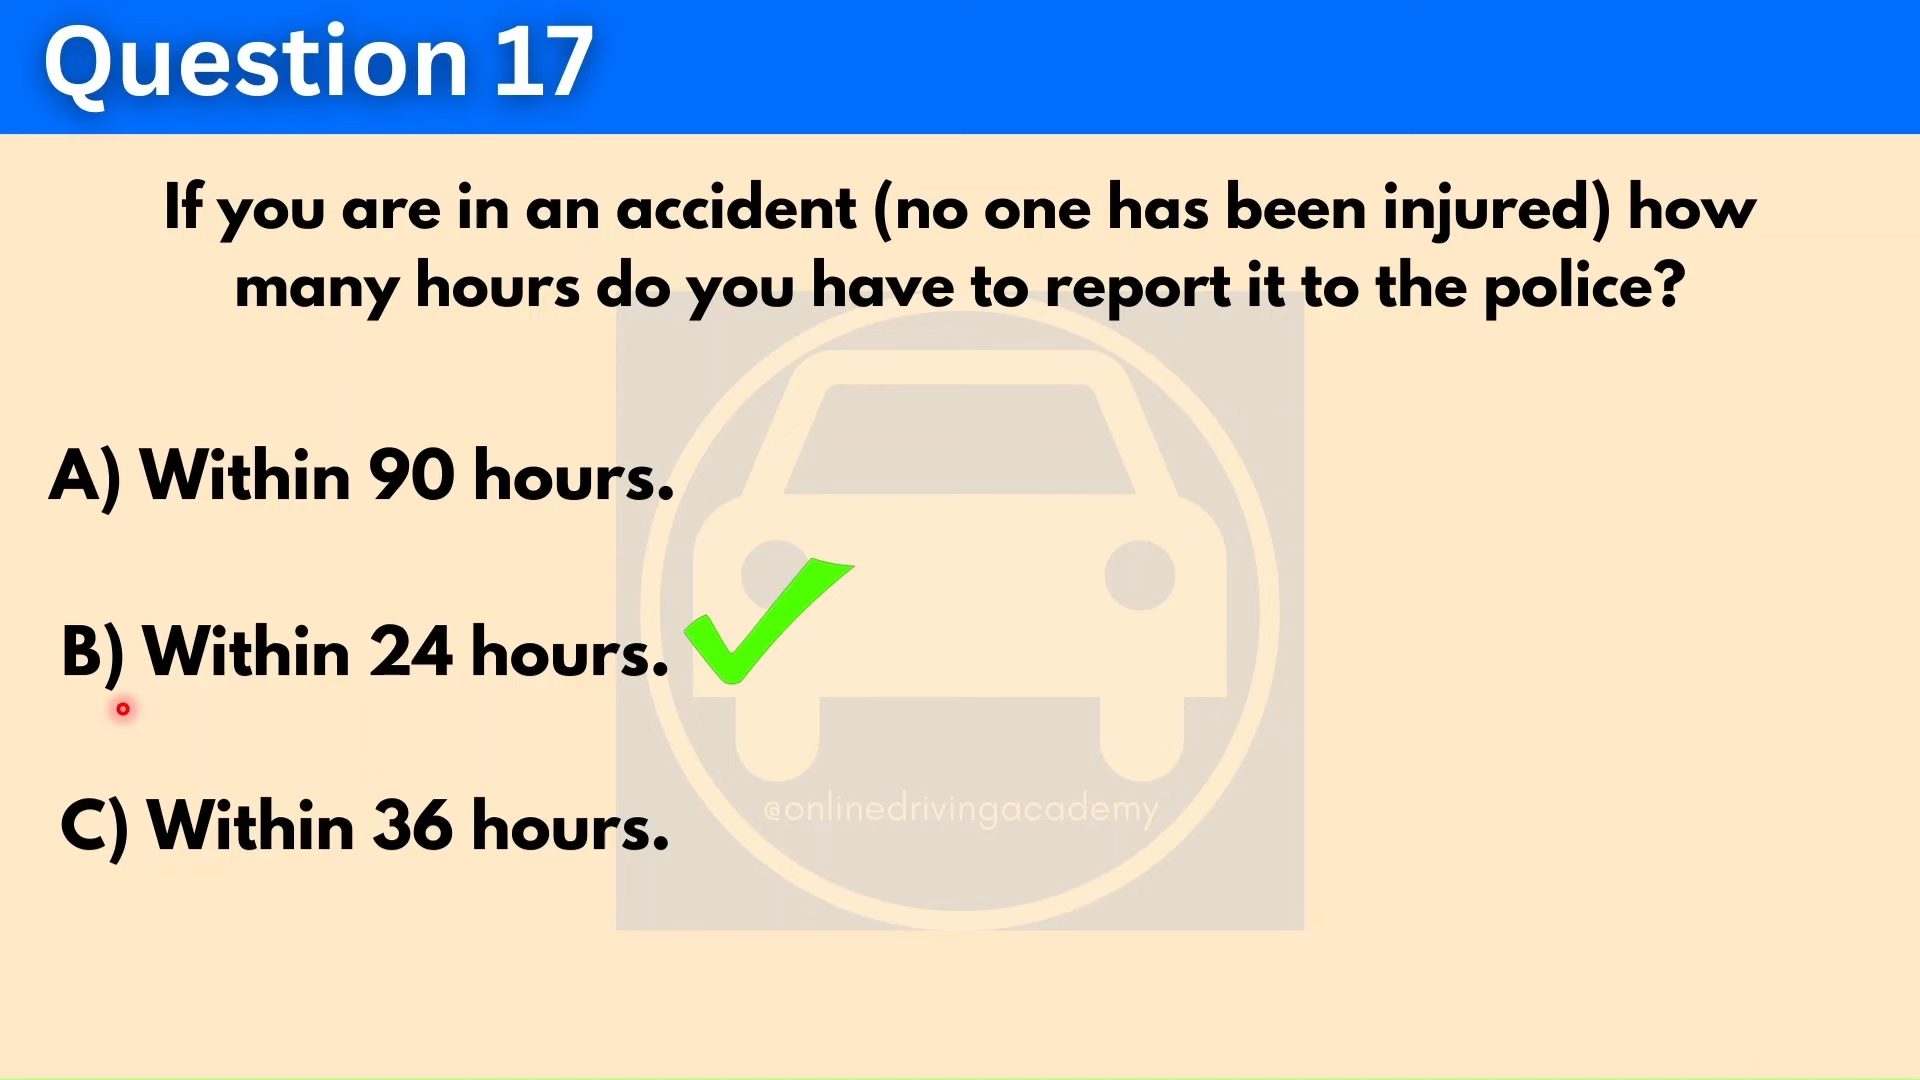 Question 17
If you are in an accident (no one has been injured) how
many hours do you have to report it to the police?
A) Within 90 hours.
B) Within 24 hours.
C) Within 36 hours.
@onlinedrivingacademy